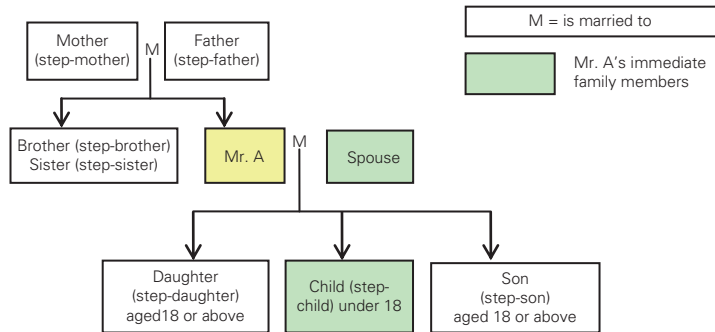 M = is married to
Mr. A's immediate
family members
Mother
(step-mother)
M
Father
(step-father)
Brother (step-brother)
Sister (step-sister)
Mr. A
M
Spouse
Daughter
(step-daughter)
aged18 or above
Child (step-
child) under 18
Son
(step-son)
aged 18 or above